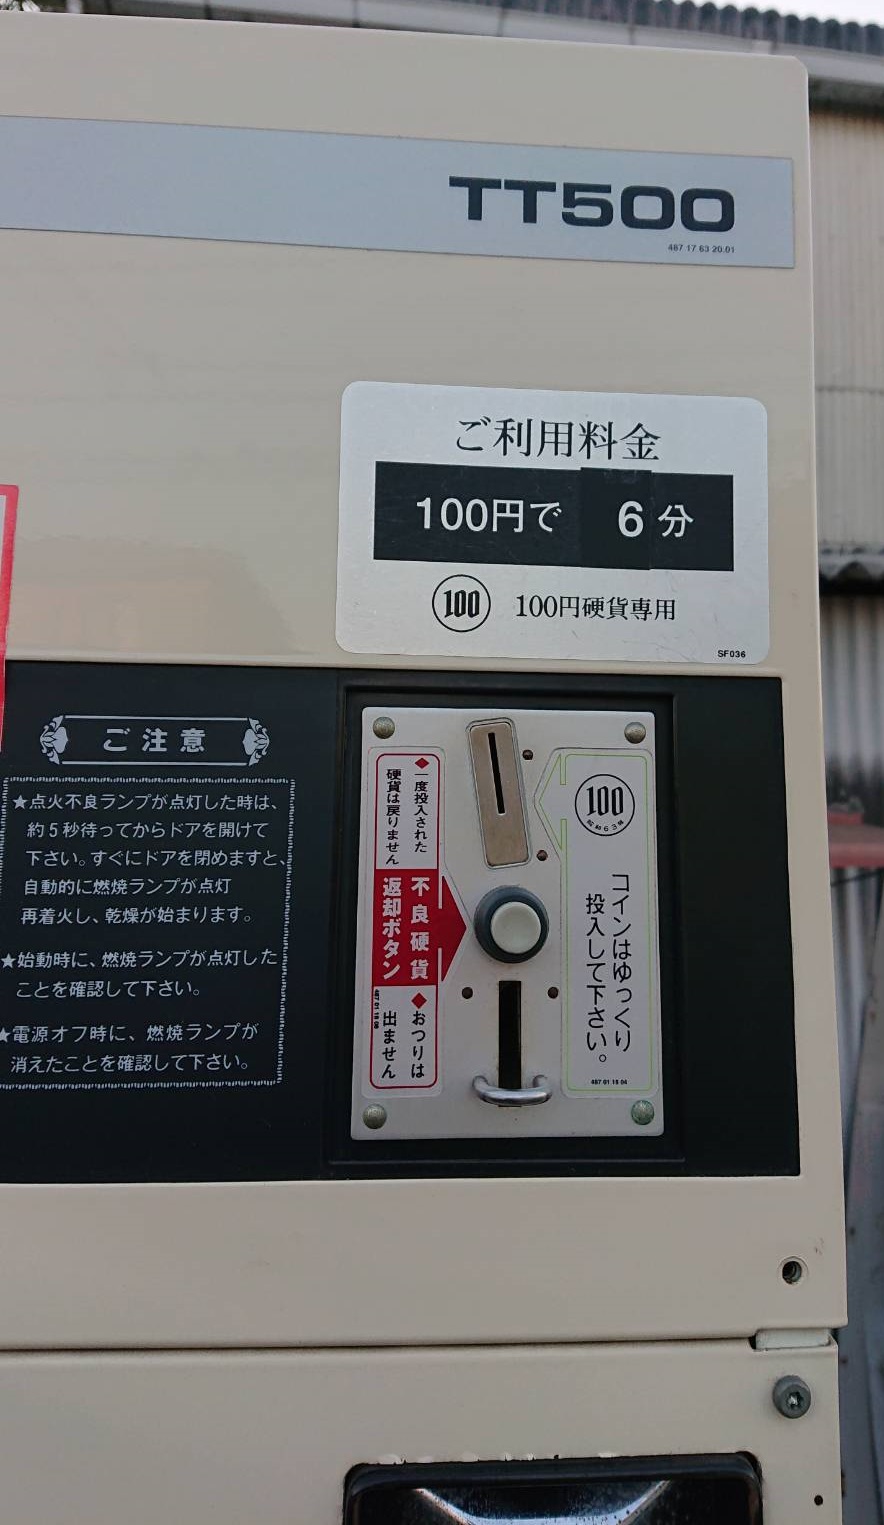 TT500
487 17 63 20.01
ご利用料金
100円で 6分
100 100円硬貨専用
SF036
ご注意
★点火不良ランプが点灯した時は、
約5秒待ってからドアを開けて
下さい。すぐにドアを閉めますと、
自動的に燃焼ランプが点灯
再着火し、乾燥が始まります。
★始動時に、燃焼ランプが点灯した
ことを確認して下さい。
★電源オフ時に、燃焼ランプが
消えたことを確認して下さい。
◆一度投入された
硬貨は戻りません
不良硬貨
返却ボタン
◆おつりは
出ません
100
コインはゆっくり
投入して下さい。
487 01 15 04